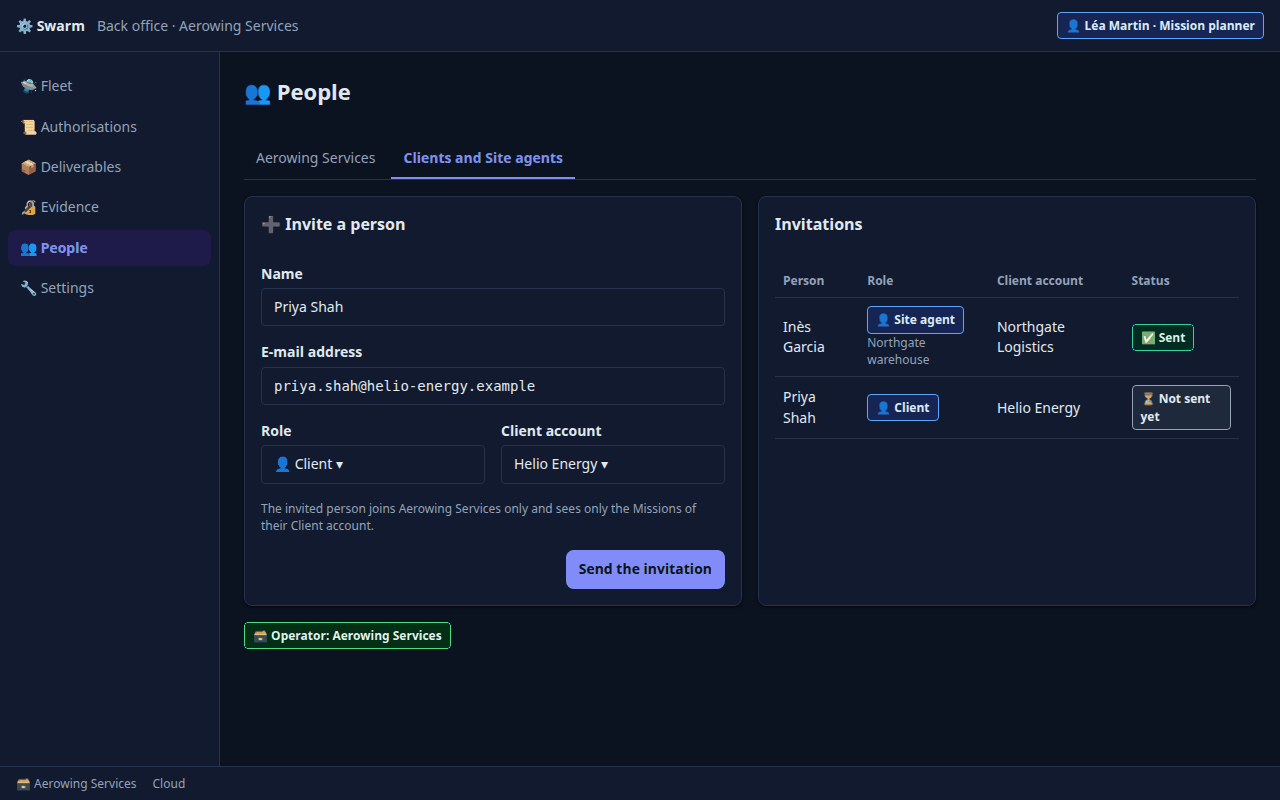 Swarm Back office · Aerowing Services
Léa Martin · Mission planner
Fleet
Authorisations
Deliverables
Evidence
People
Settings
People
Aerowing Services
Clients and Site agents
Invite a person
Name
Priya Shah
E-mail address
priya.shah@helio-energy.example
Role
Client account
Client ▾
Helio Energy ▾
The invited person joins Aerowing Services only and sees only the Missions of
their Client account.
Send the invitation
Invitations
Person Role Client account Status
Inès
Garcia
Site agent
Northgate
warehouse
Northgate
Logistics
Sent
Priya
Shah
Client
Helio Energy
Not sent
yet
Operator: Aerowing Services
Aerowing Services Cloud